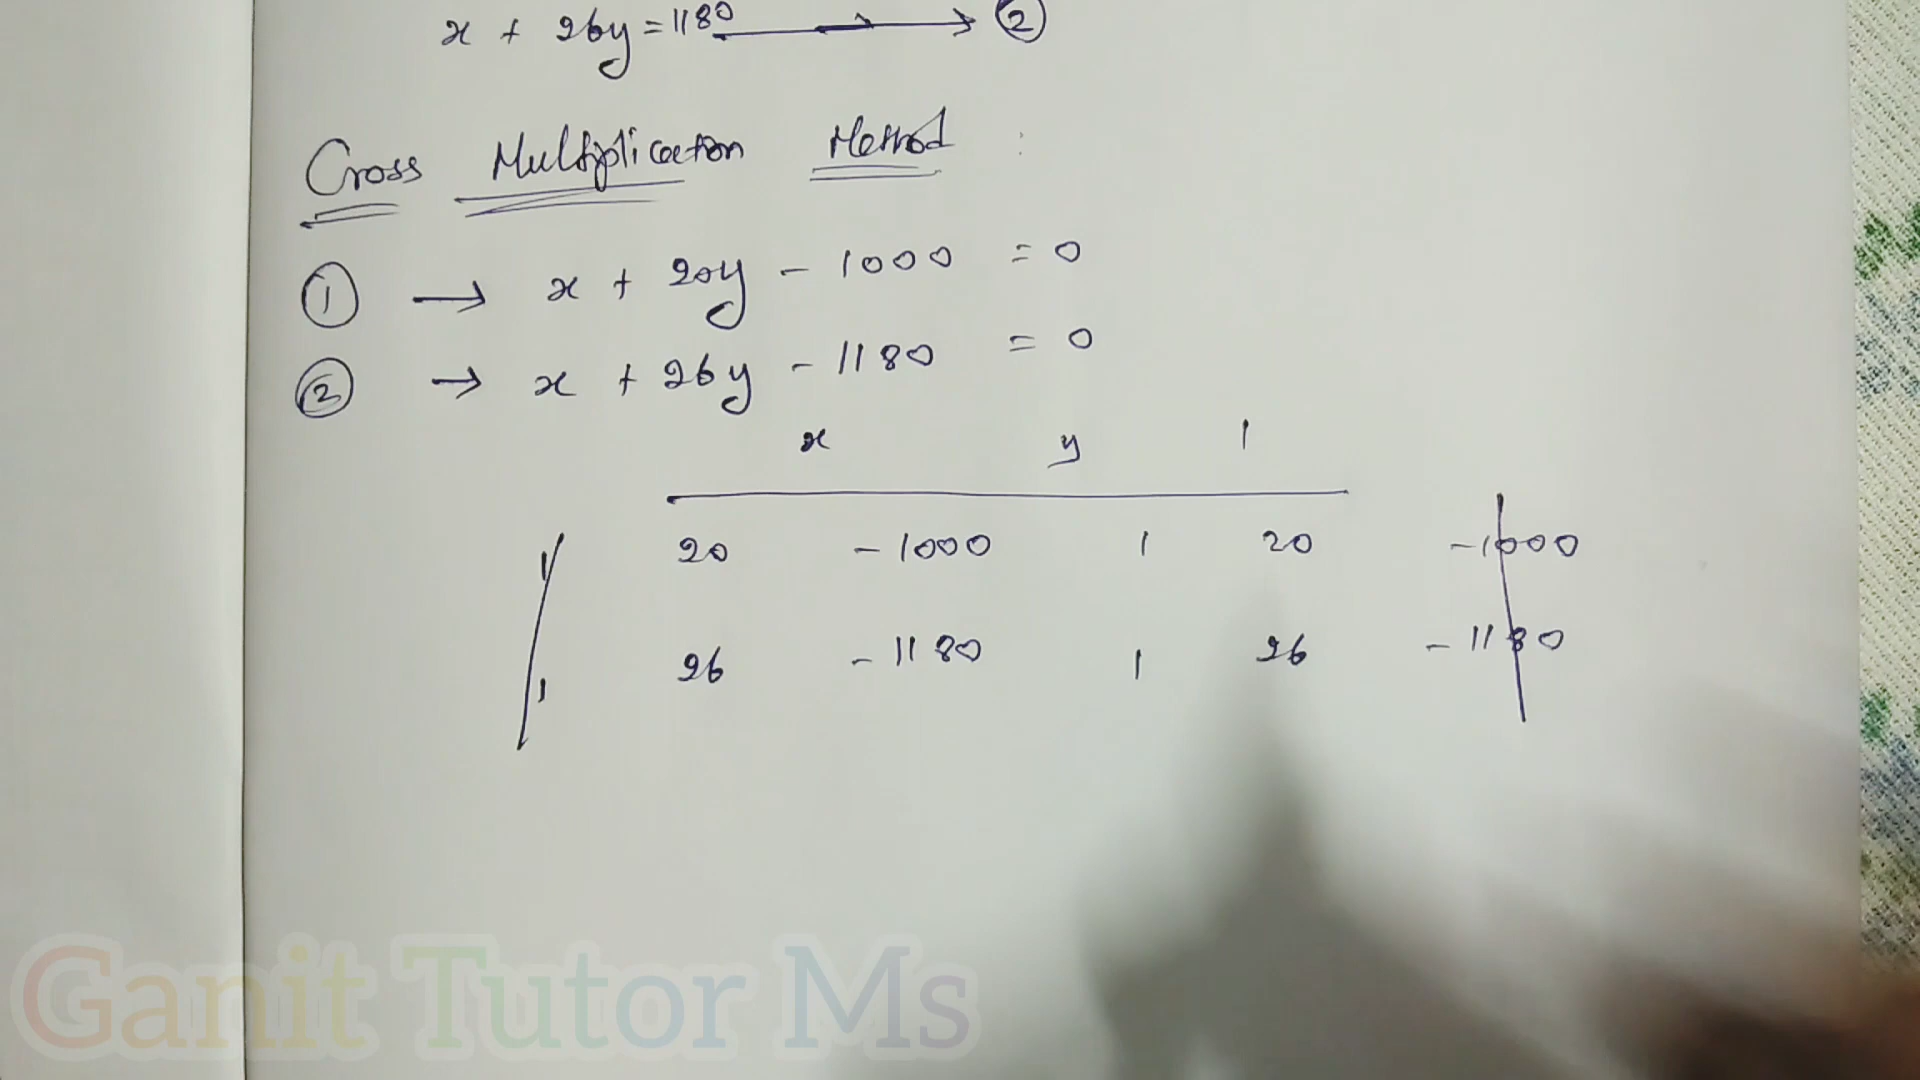 x + 26y = 1180 → 2
Cross Multiplication Method :
1 → x + 20y - 1000 = 0
2 → x + 26y - 1180 = 0
x y 1
1 20 -1000 1 20 -1000
1 26 -1180 1 26 -1180
Ganit Tutor Ms